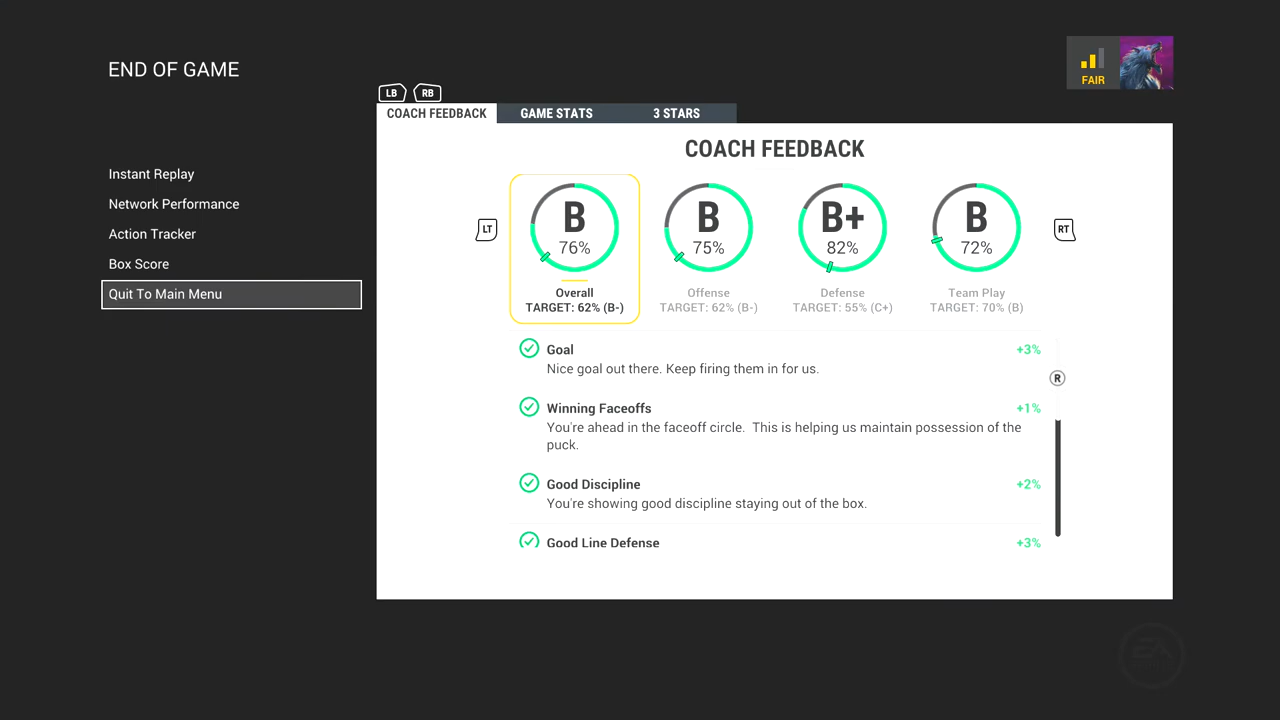 END OF GAME
FAIR
LB RB
COACH FEEDBACK GAME STATS 3 STARS
COACH FEEDBACK
Instant Replay
Network Performance
Action Tracker
Box Score
Quit To Main Menu
LT
B
76%
Overall
TARGET: 62% (B-)
B
75%
Offense
TARGET: 62% (B-)
B+
82%
Defense
TARGET: 55% (C+)
B
72%
Team Play
TARGET: 70% (B)
RT
Goal +3%
Nice goal out there. Keep firing them in for us.
R
Winning Faceoffs +1%
You're ahead in the faceoff circle.  This is helping us maintain possession of the
puck.
Good Discipline +2%
You're showing good discipline staying out of the box.
Good Line Defense +3%
EA